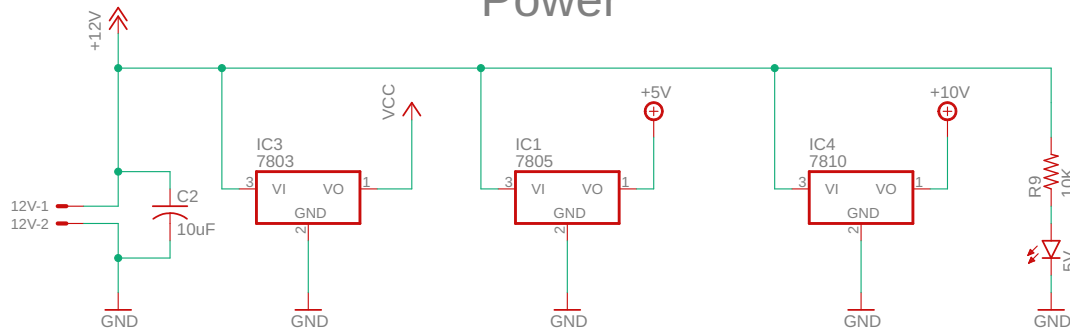 Power
+12V
12V-1
12V-2
C2
10uF
GND
IC3
7803
3
VI
VO
1
GND
2
GND
VCC
IC1
7805
3
VI
VO
1
GND
2
GND
+5V
IC4
7810
3
VI
VO
1
GND
2
GND
+10V
R9
10K
5V
GND